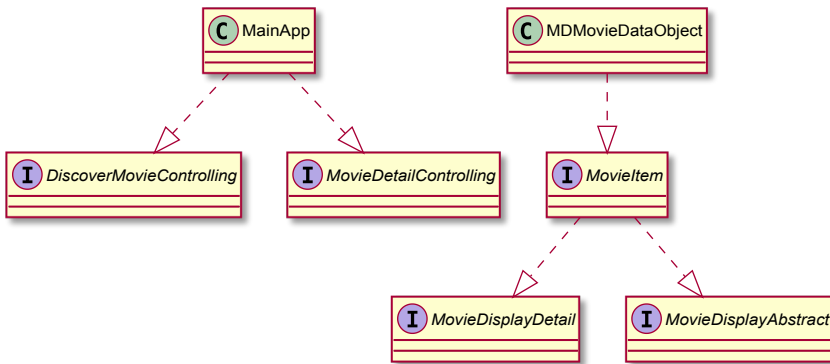 C MainApp
C MDMovieDataObject
I DiscoverMovieControlling
I MovieDetailControlling
I MovieItem
I MovieDisplayDetail
I MovieDisplayAbstract